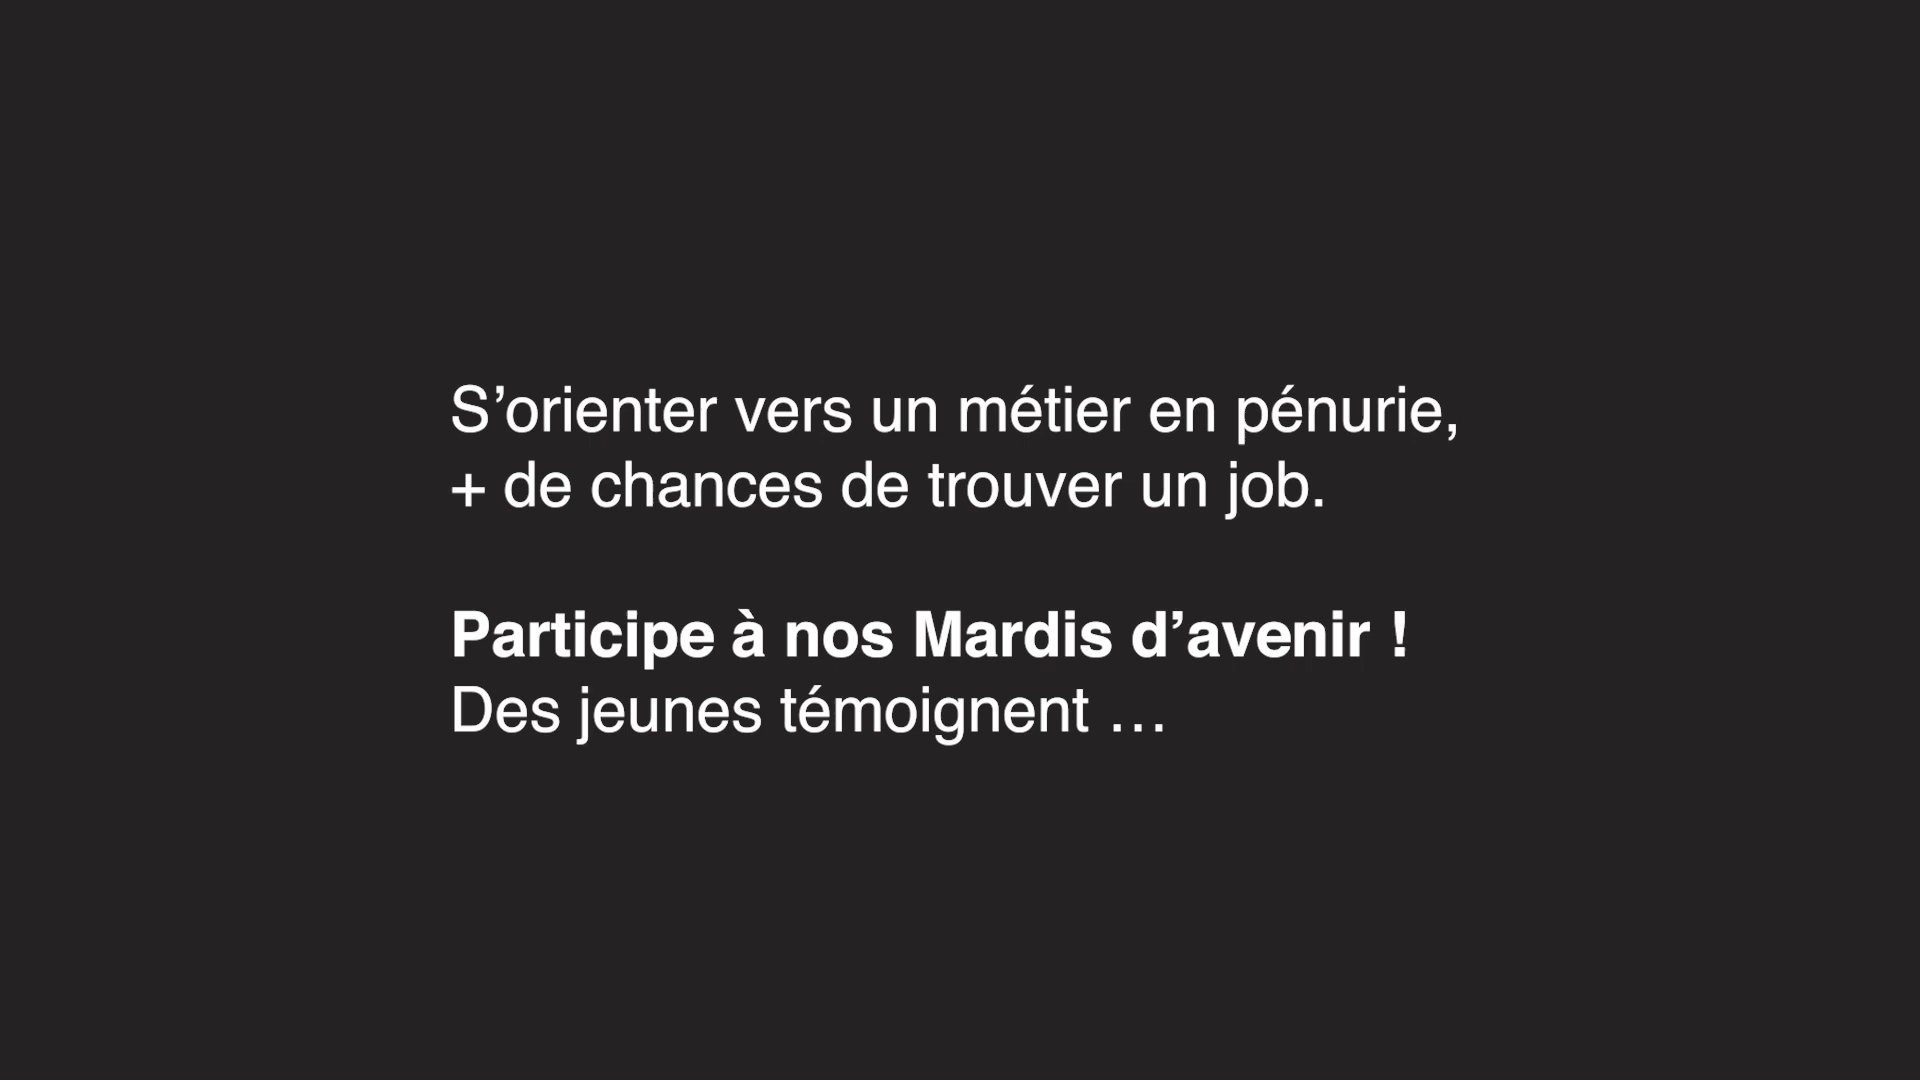 S’orienter vers un métier en pénurie,
+ de chances de trouver un job.
Participe à nos Mardis d’avenir !
Des jeunes témoignent …